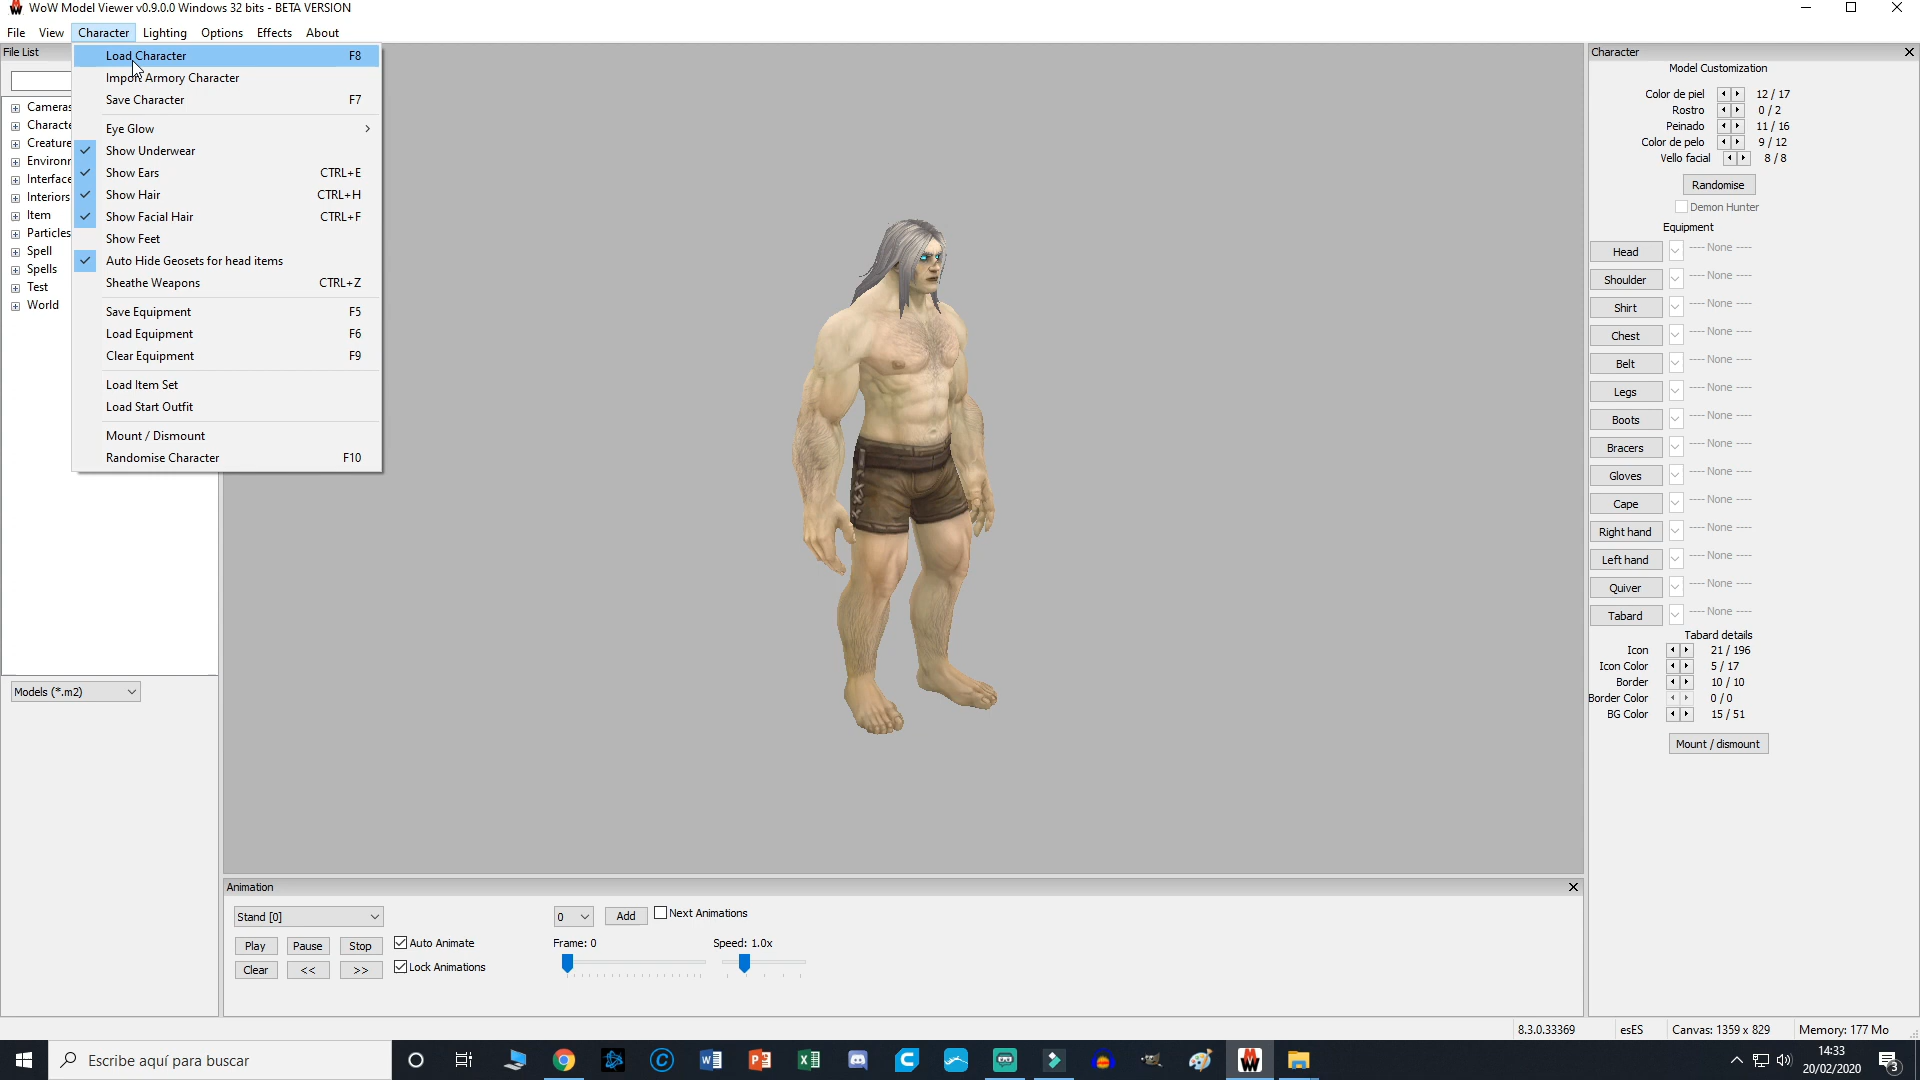 WoW Model Viewer v0.9.0.0 Windows 32 bits - BETA VERSION
File View Character Lighting Options Effects About
File List
Load Character F8
Import Armory Character
Save Character F7
Eye Glow
Show Underwear
Show Ears CTRL+E
Show Hair CTRL+H
Show Facial Hair CTRL+F
Show Feet
Auto Hide Geosets for head items
Sheathe Weapons CTRL+Z
Save Equipment F5
Load Equipment F6
Clear Equipment F9
Load Item Set
Load Start Outfit
Mount / Dismount
Randomise Character F10
Cameras
Characte
Creature
Environr
Interface
Interiors
Item
Particles
Spell
Spells
Test
World
Models (*.m2)
Character
Model Customization
Color de piel 12 / 17
Rostro 0 / 2
Peinado 11 / 16
Color de pelo 9 / 12
Vello facial 8 / 8
Randomise
Demon Hunter
Equipment
Head ---- None ----
Shoulder ---- None ----
Shirt ---- None ----
Chest ---- None ----
Belt ---- None ----
Legs ---- None ----
Boots ---- None ----
Bracers ---- None ----
Gloves ---- None ----
Cape ---- None ----
Right hand ---- None ----
Left hand ---- None ----
Quiver ---- None ----
Tabard ---- None ----
Tabard details
Icon 21 / 196
Icon Color 5 / 17
Border 10 / 10
Border Color 0 / 0
BG Color 15 / 51
Mount / dismount
Animation
Stand [0] 0 Add Next Animations
Play Pause Stop Auto Animate Frame: 0 Speed: 1.0x
Clear << >> Lock Animations
8.3.0.33369 esES Canvas: 1359 x 829 Memory: 177 Mo
Escribe aquí para buscar
14:33
20/02/2020
3